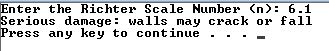 Enter the Richter Scale Number (n): 6.1
Serious damage: walls may crack or fall
Press any key to continue . . . _